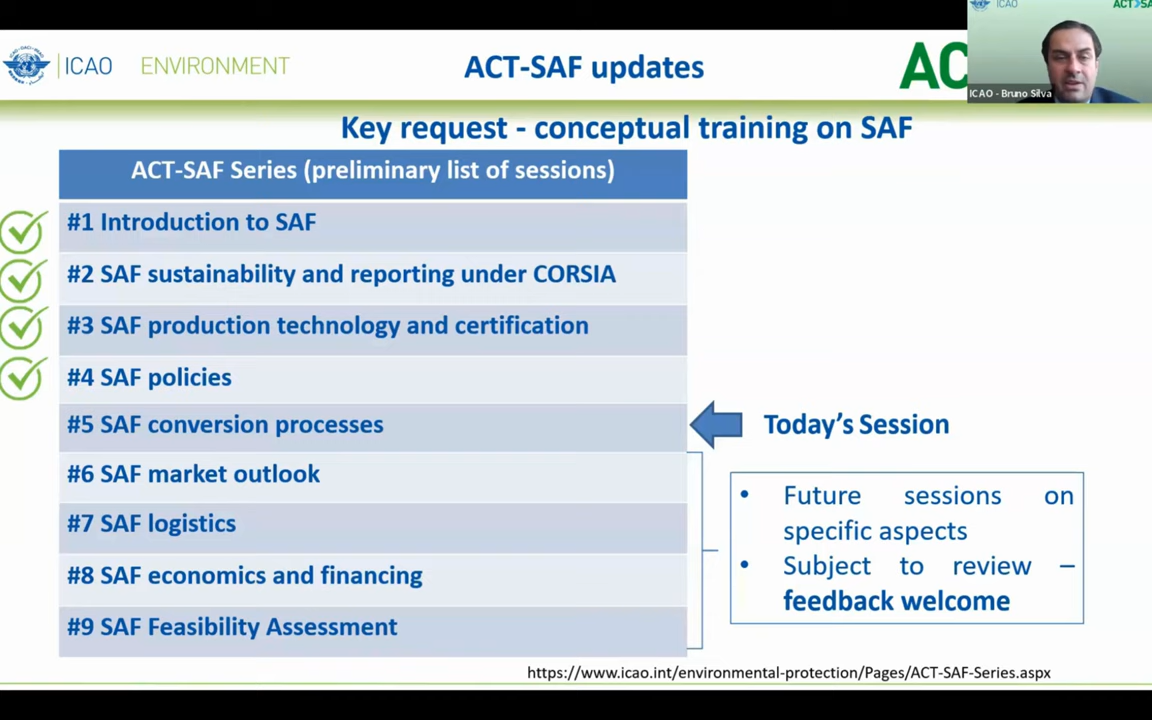 ICAO
ACT
ICAO ENVIRONMENT
ACT-SAF updates
AC
ICAO - Bruno Silva
Key request - conceptual training on SAF
ACT-SAF Series (preliminary list of sessions)
#1 Introduction to SAF
#2 SAF sustainability and reporting under CORSIA
#3 SAF production technology and certification
#4 SAF policies
#5 SAF conversion processes
Today’s Session
#6 SAF market outlook
#7 SAF logistics
#8 SAF economics and financing
#9 SAF Feasibility Assessment
• Future sessions on
specific aspects
• Subject to review –
feedback welcome
https://www.icao.int/environmental-protection/Pages/ACT-SAF-Series.aspx